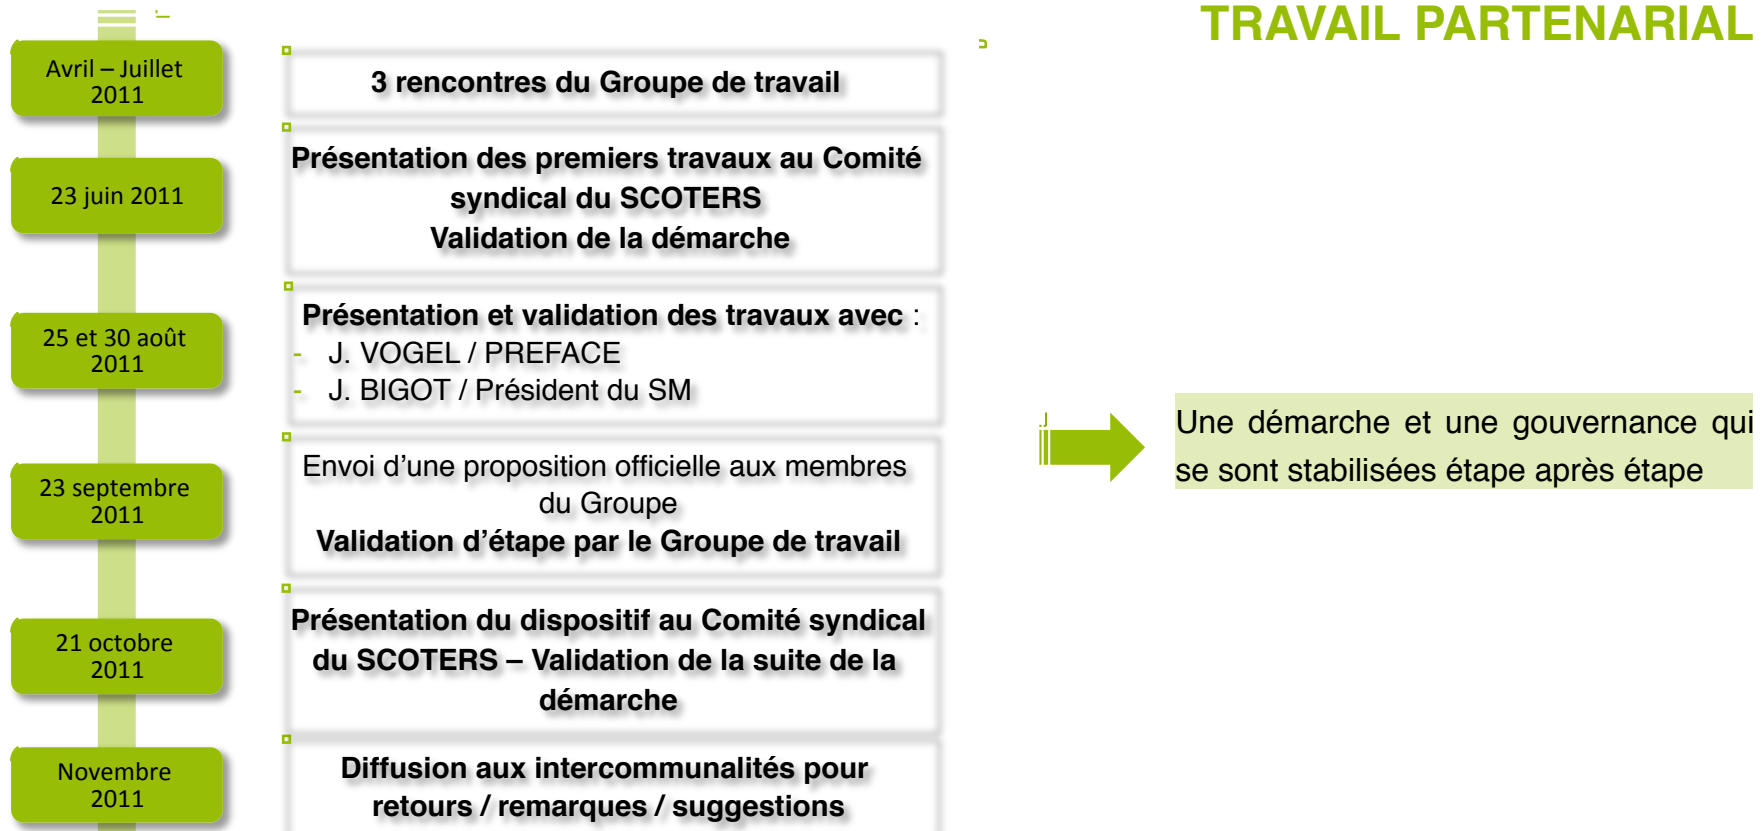 TRAVAIL PARTENARIAL
Avril – Juillet
2011
3 rencontres du Groupe de travail
23 juin 2011
Présentation des premiers travaux au Comité
syndical du SCOTERS
Validation de la démarche
25 et 30 août
2011
Présentation et validation des travaux avec :
- J. VOGEL / PREFACE
- J. BIGOT / Président du SM
23 septembre
2011
Envoi d’une proposition officielle aux membres
du Groupe
Validation d’étape par le Groupe de travail
21 octobre
2011
Présentation du dispositif au Comité syndical
du SCOTERS – Validation de la suite de la
démarche
Novembre
2011
Diffusion aux intercommunalités pour
retours / remarques / suggestions
Une démarche et une gouvernance qui
se sont stabilisées étape après étape